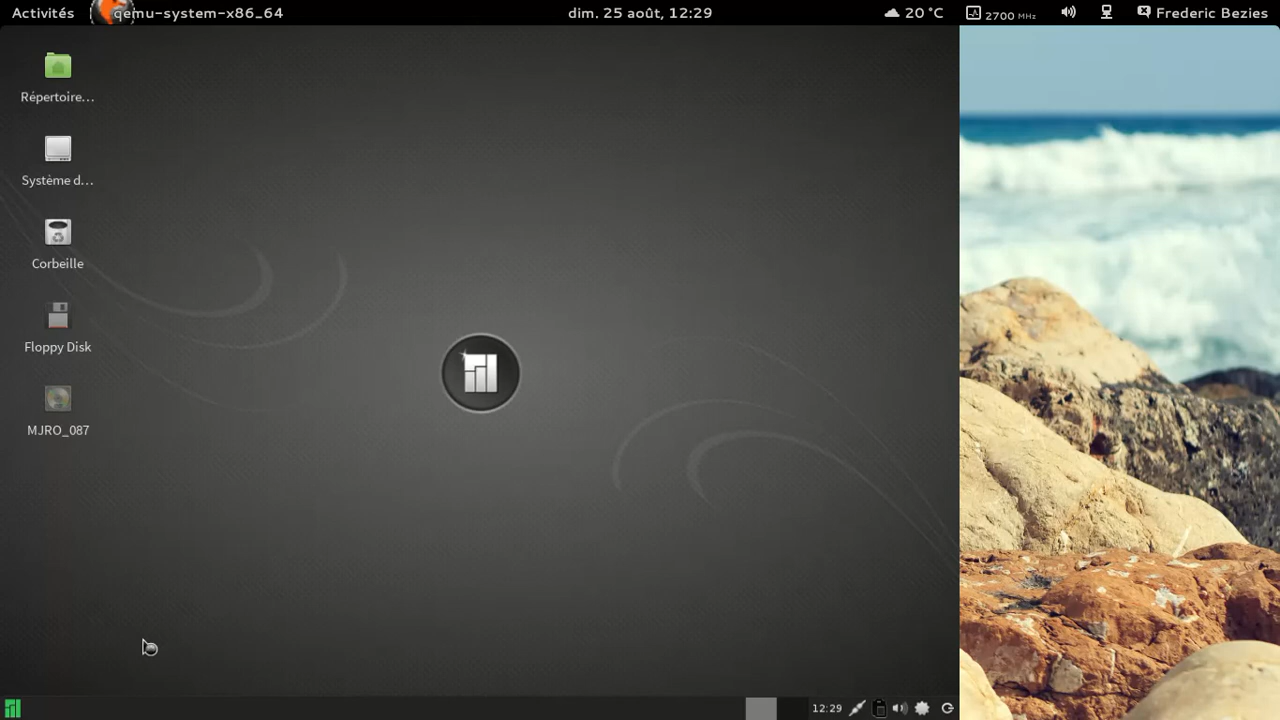 Activités qemu-system-x86_64 dim. 25 août, 12:29 20 °C 2700 MHz Frederic Bezies
Répertoire...
Système d...
Corbeille
Floppy Disk
MJRO_087
12:29